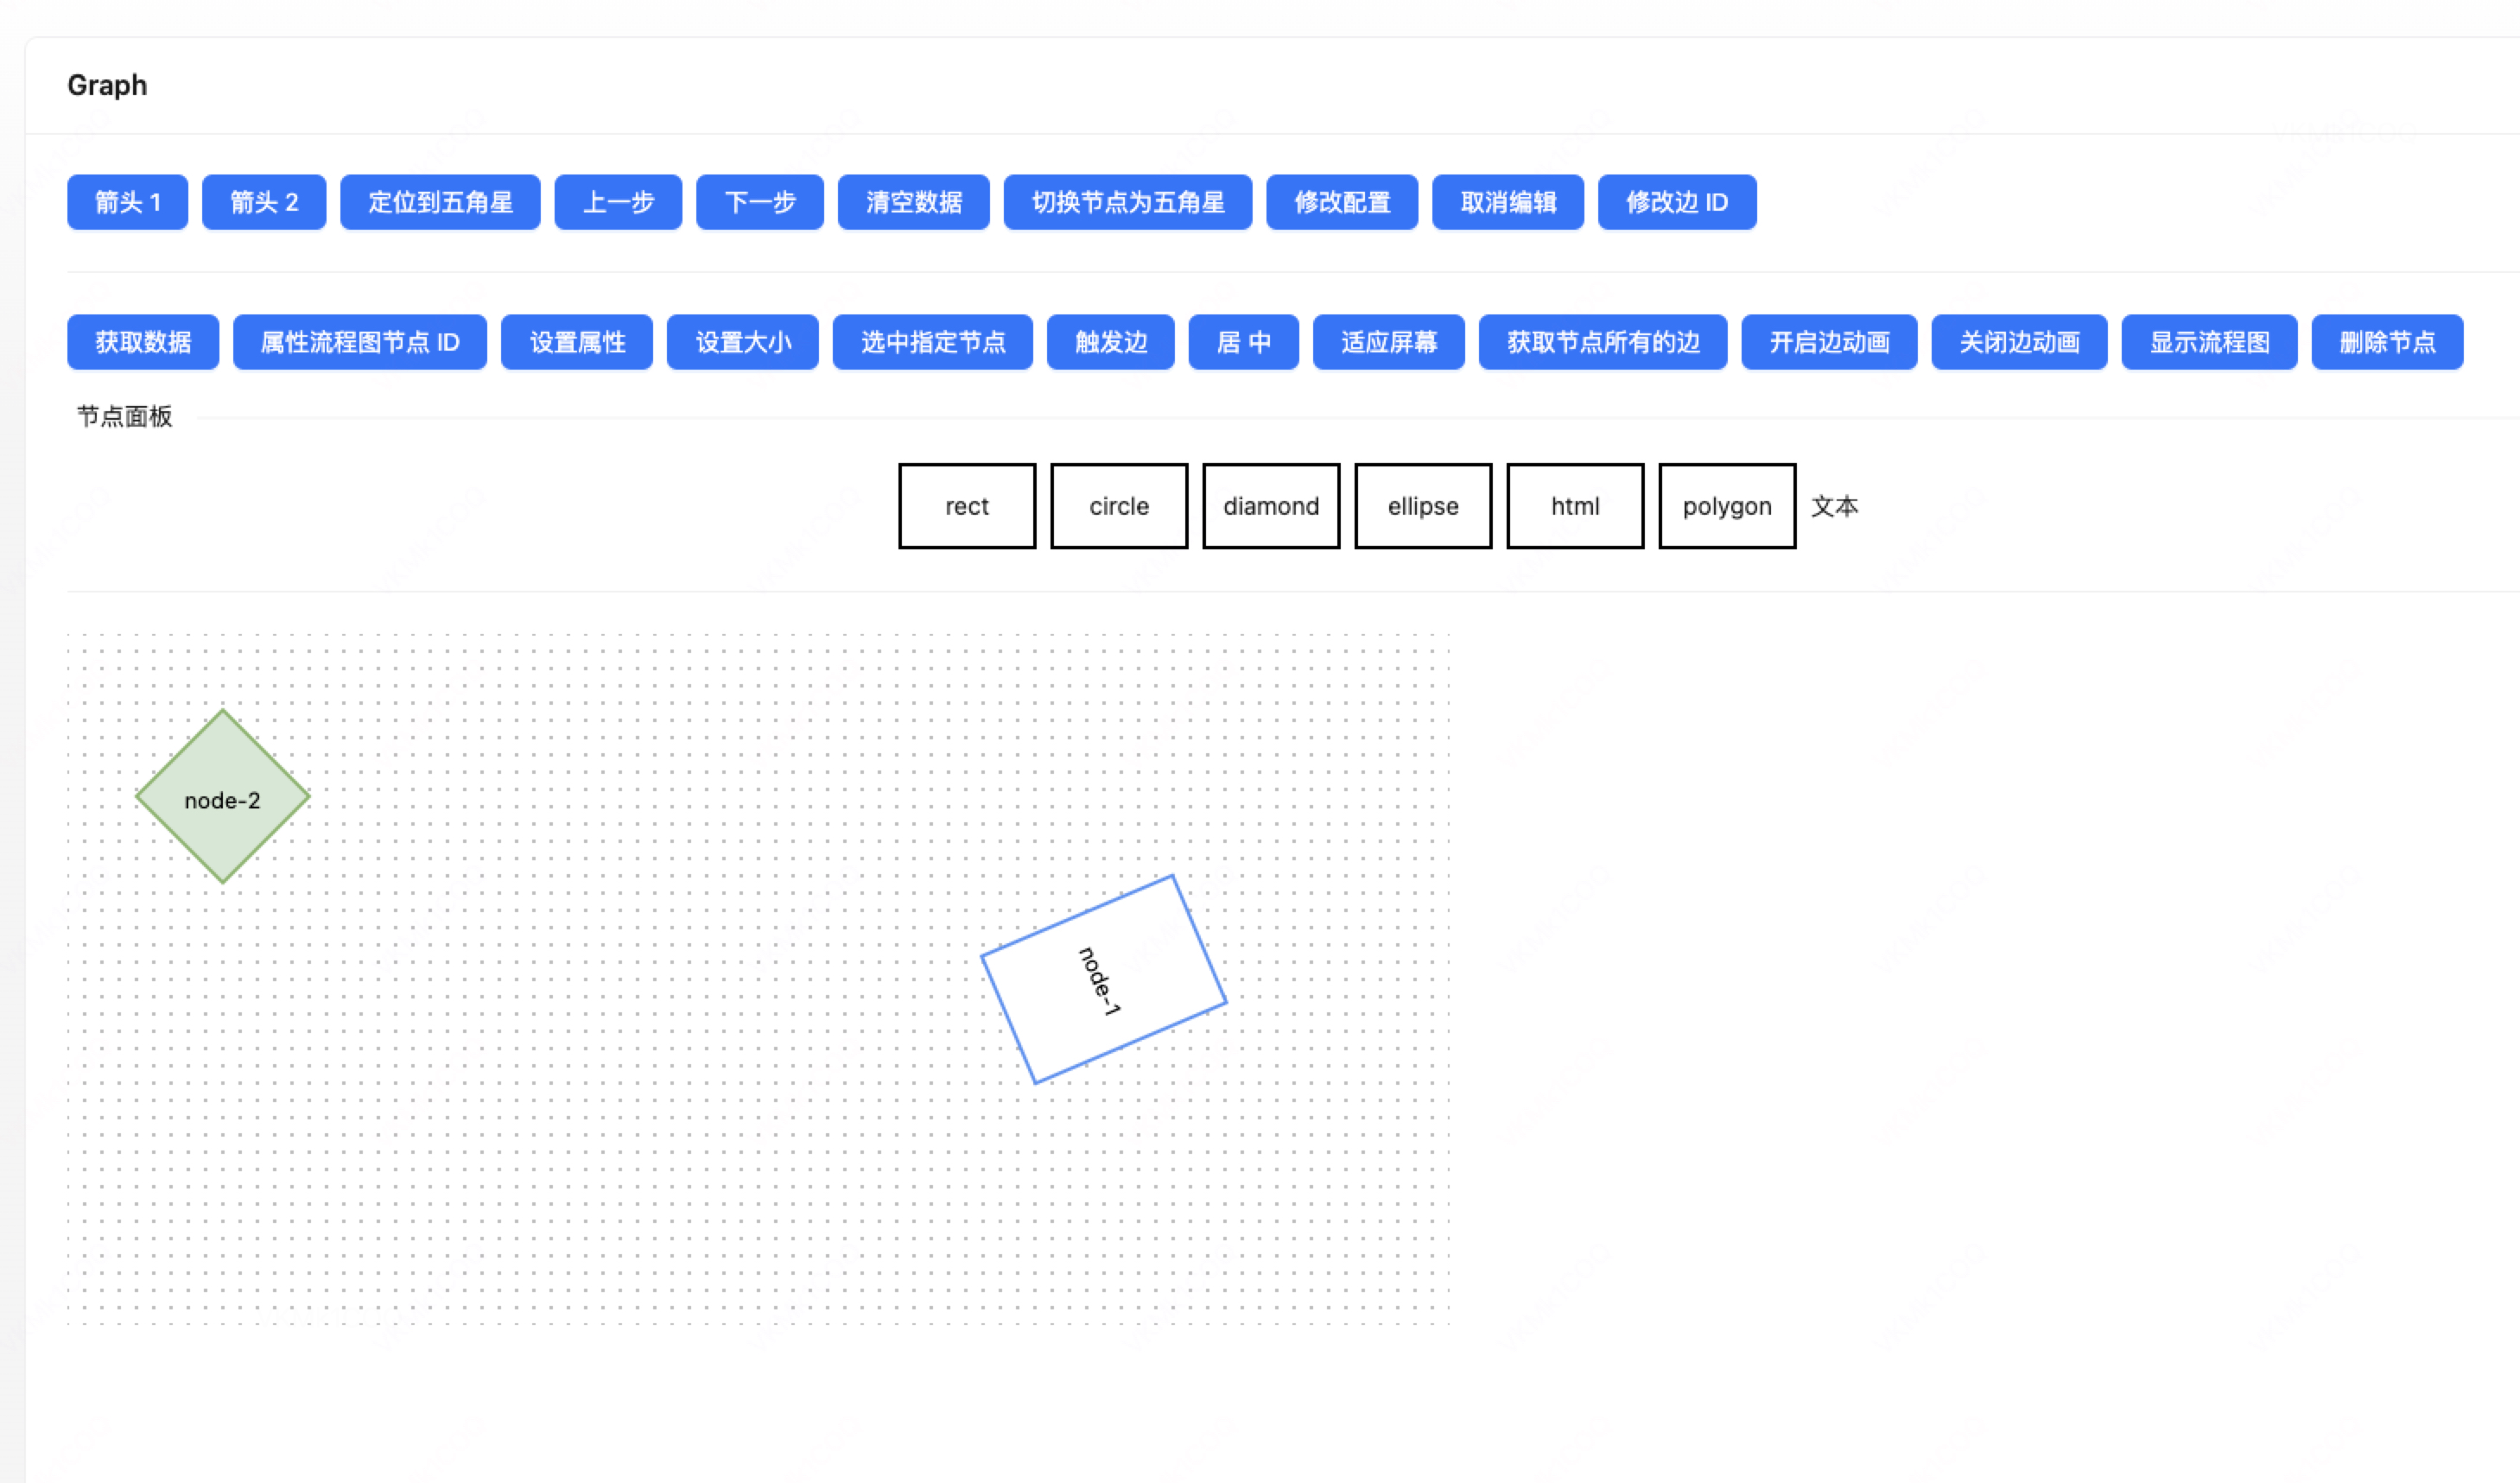 Graph
箭头 1 箭头 2 定位到五角星 上一步 下一步 清空数据 切换节点为五角星 修改配置 取消编辑 修改边 ID
获取数据 属性流程图节点 ID 设置属性 设置大小 选中指定节点 触发边 居 中 适应屏幕 获取节点所有的边 开启边动画 关闭边动画 显示流程图 删除节点
节点面板
rect circle diamond ellipse html polygon 文本
node-2
node-1